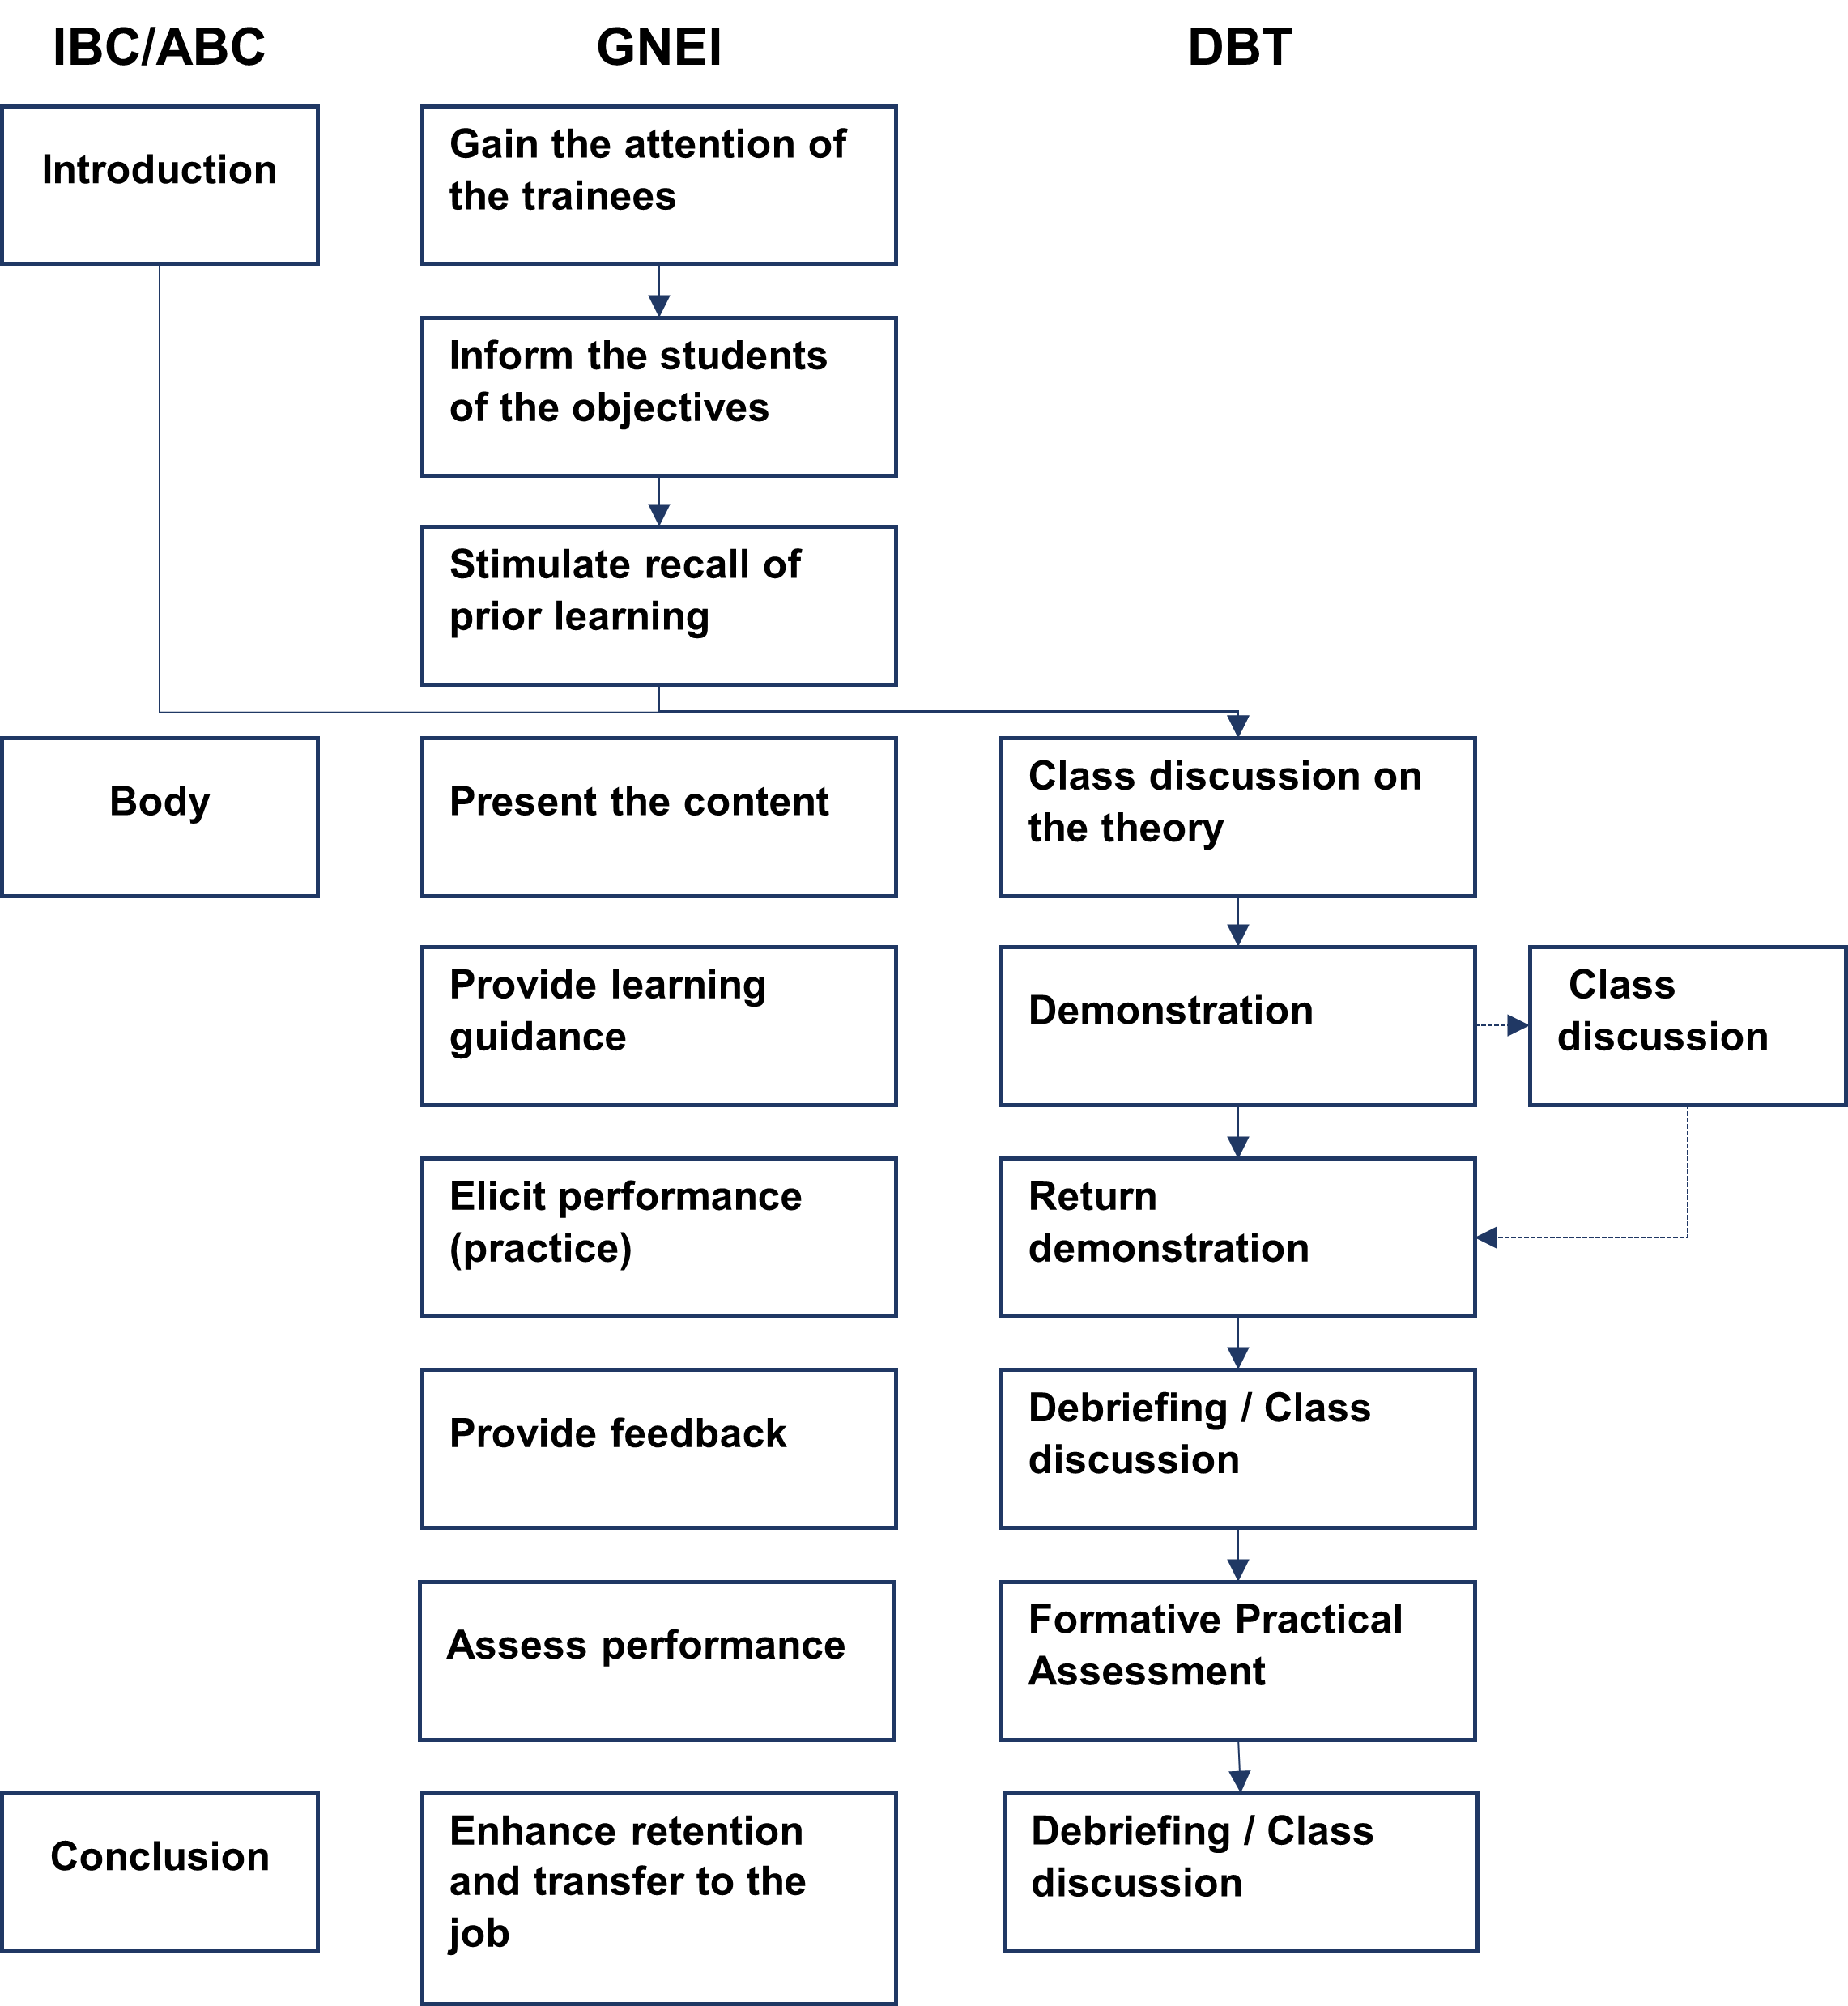 IBC/ABC
GNEI
DBT
Introduction
Gain the attention of
the trainees
Inform the students
of the objectives
Stimulate recall of
prior learning
Body
Present the content
Class discussion on
the theory
Provide learning
guidance
Demonstration
Class
discussion
Elicit performance
(practice)
Return
demonstration
Provide feedback
Debriefing / Class
discussion
Assess performance
Formative Practical
Assessment
Conclusion
Enhance retention
and transfer to the
job
Debriefing / Class
discussion